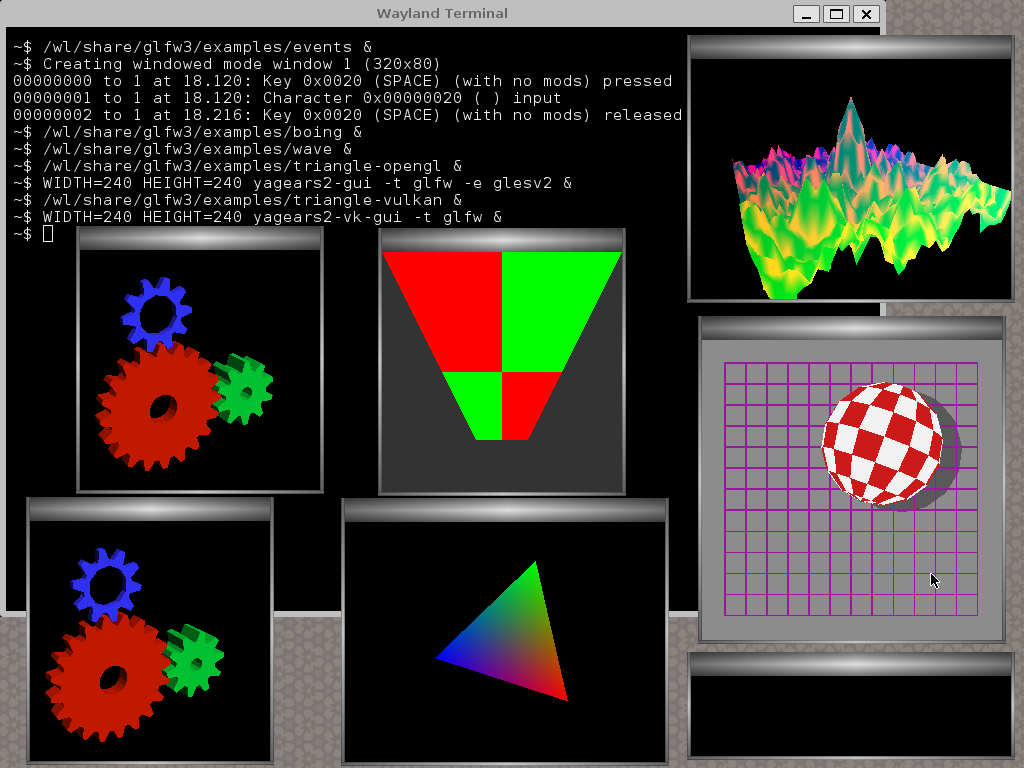 Wayland Terminal
~$ /wl/share/glfw3/examples/events &
~$ Creating windowed mode window 1 (320x80)
00000000 to 1 at 18.120: Key 0x0020 (SPACE) (with no mods) pressed
00000001 to 1 at 18.120: Character 0x00000020 ( ) input
00000002 to 1 at 18.216: Key 0x0020 (SPACE) (with no mods) released
~$ /wl/share/glfw3/examples/boing &
~$ /wl/share/glfw3/examples/wave &
~$ /wl/share/glfw3/examples/triangle-opengl &
~$ WIDTH=240 HEIGHT=240 yagears2-gui -t glfw -e glesv2 &
~$ /wl/share/glfw3/examples/triangle-vulkan &
~$ WIDTH=240 HEIGHT=240 yagears2-vk-gui -t glfw &
~$